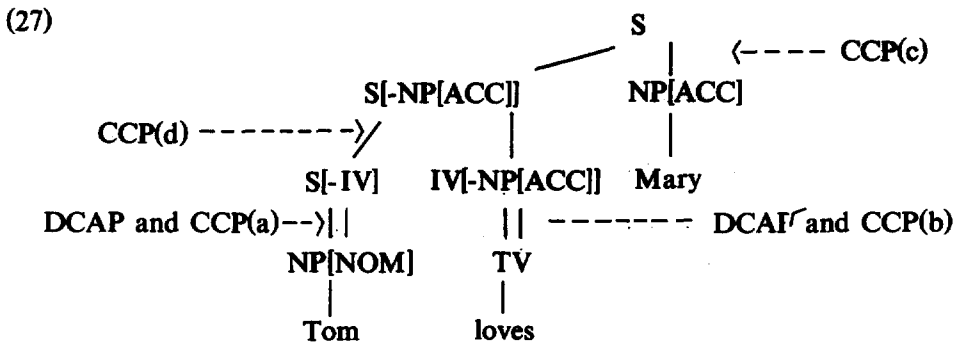 (27)
S
<---- CCP(c)
S[-NP[ACC]] NP[ACC]
CCP(d) -------->
S[-IV] IV[-NP[ACC]] Mary
DCAP and CCP(a)--> ------- DCAP and CCP(b)
NP[NOM] TV
Tom loves